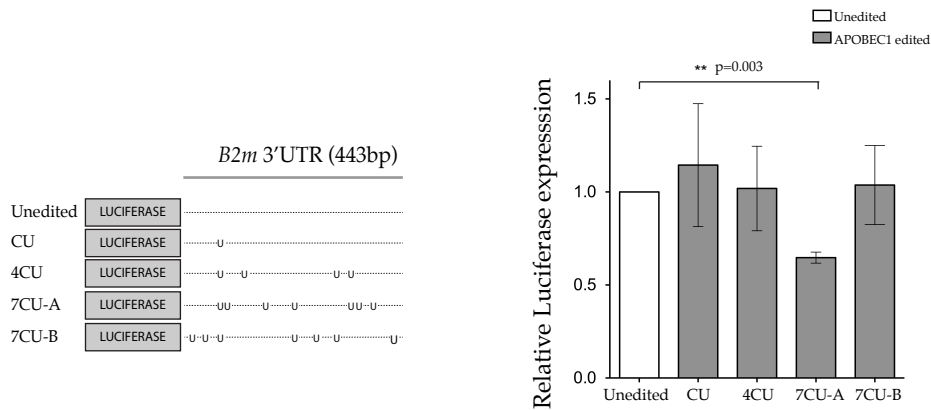 B2m 3'UTR (443bp)
Unedited LUCIFERASE
CU LUCIFERASE U
4CU LUCIFERASE U U U U
7CU-A LUCIFERASE UU U U UU U
7CU-B LUCIFERASE U U U U U U U
Unedited
APOBEC1 edited
** p=0.003
Relative Luciferase expresssion
1.5
1.0
0.5
0.0
Unedited CU 4CU 7CU-A 7CU-B